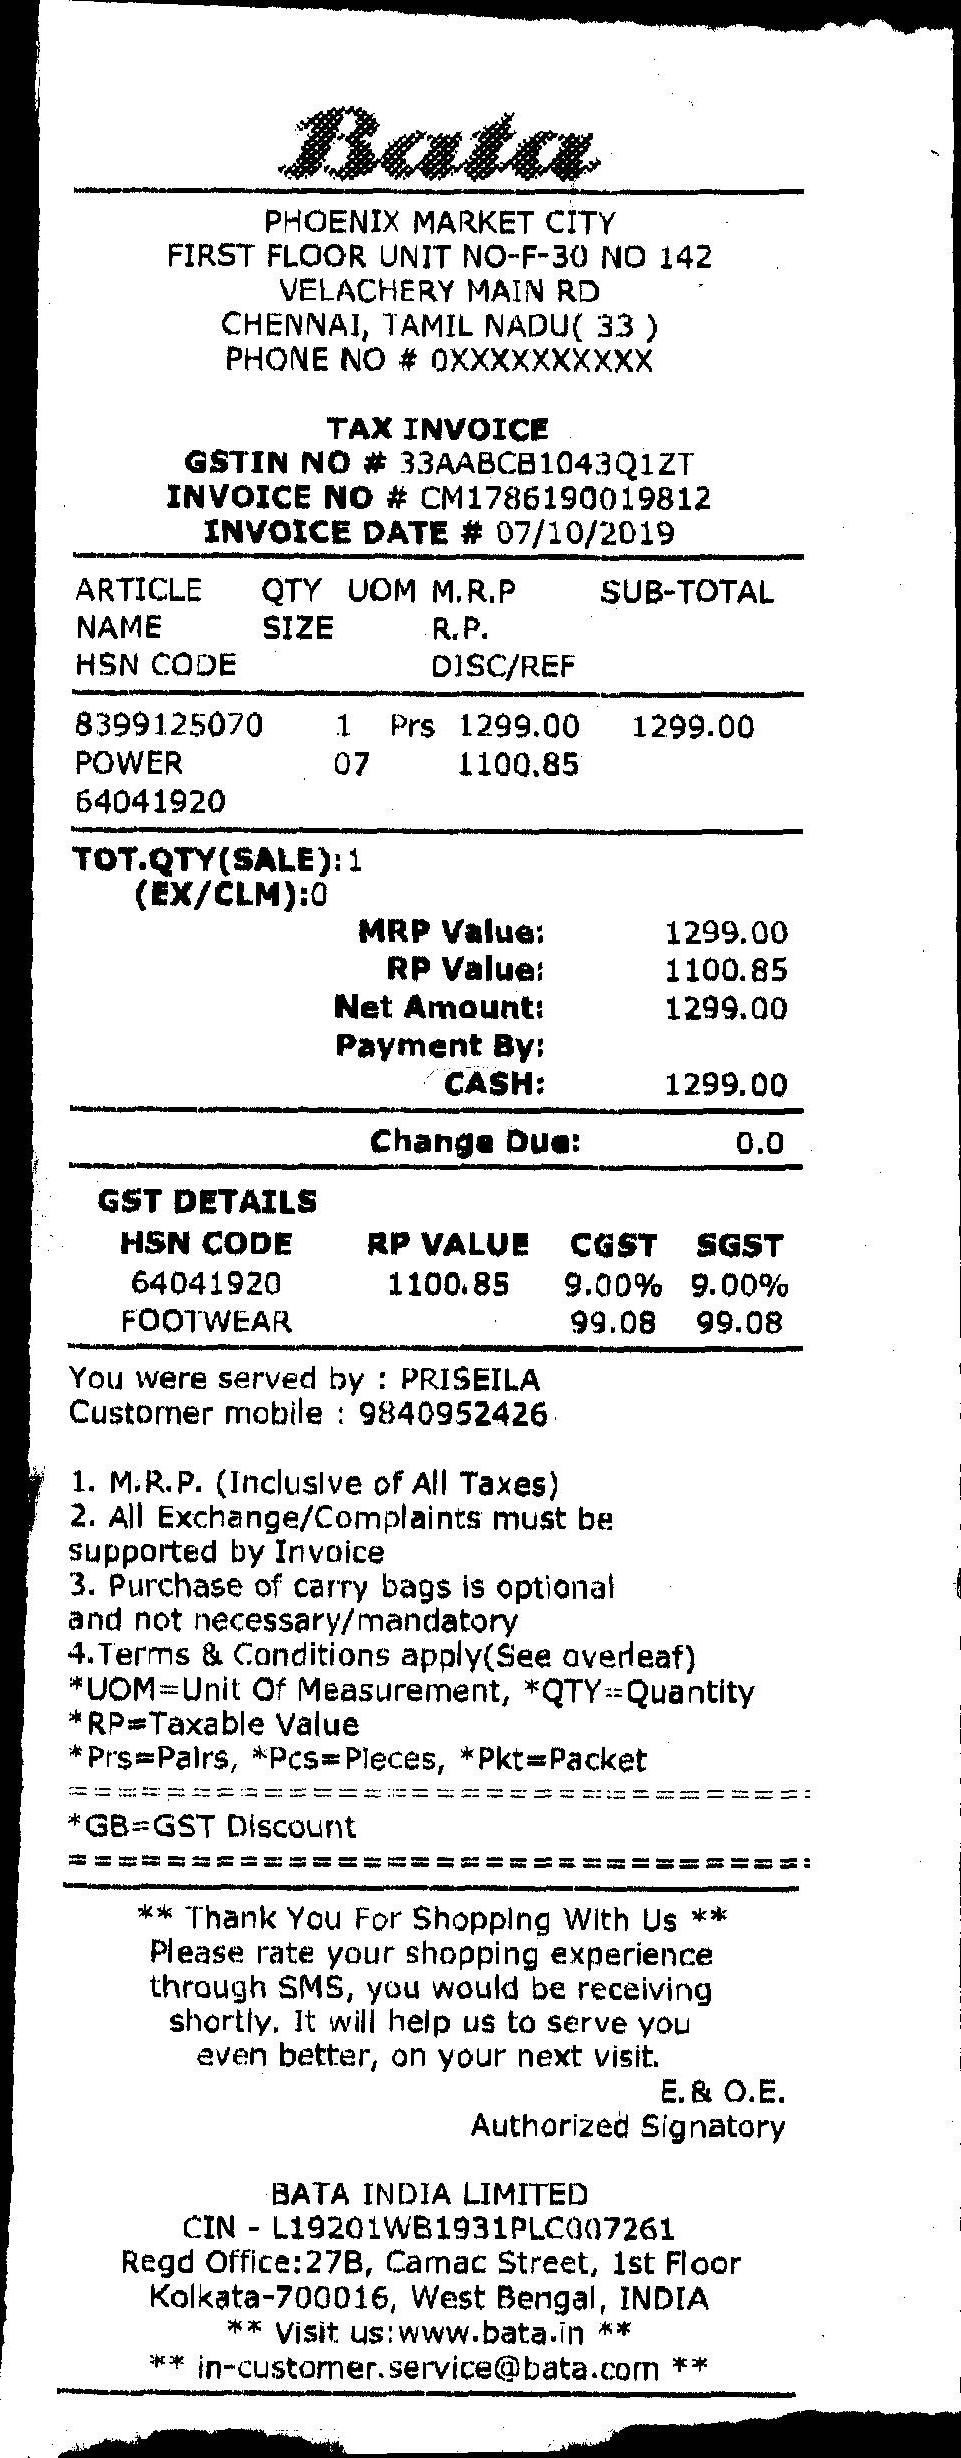 Bata
PHOENIX MARKET CITY
FIRST FLOOR UNIT NO-F-30 NO 142
VELACHERY MAIN RD
CHENNAI, TAMIL NADU( 33 )
PHONE NO # 0XXXXXXXXXX
TAX INVOICE
GSTIN NO # 33AABCB1043Q1ZT
INVOICE NO # CM1786190019812
INVOICE DATE # 07/10/2019
ARTICLE QTY UOM M.R.P SUB-TOTAL
NAME SIZE R.P.
HSN CODE DISC/REF
8399125070 1 Prs 1299.00 1299.00
POWER 07 1100.85
64041920
TOT.QTY(SALE):1
(EX/CLM):0
MRP Value: 1299.00
RP Value: 1100.85
Net Amount: 1299.00
Payment By:
CASH: 1299.00
Change Due: 0.0
GST DETAILS
HSN CODE RP VALUE CGST SGST
64041920 1100.85 9.00% 9.00%
FOOTWEAR 99.08 99.08
You were served by : PRISEILA
Customer mobile : 9840952426
1. M.R.P. (Inclusive of All Taxes)
2. All Exchange/Complaints must be
supported by Invoice
3. Purchase of carry bags is optional
and not necessary/mandatory
4.Terms & Conditions apply(See overleaf)
*UOM=Unit Of Measurement, *QTY=Quantity
*RP=Taxable Value
*Prs=Pairs, *Pcs=Pieces, *Pkt=Packet
===============================
*GB=GST Discount
===============================
** Thank You For Shopping With Us **
Please rate your shopping experience
through SMS, you would be receiving
shortly. It will help us to serve you
even better, on your next visit.
E.& O.E.
Authorized Signatory
BATA INDIA LIMITED
CIN - L19201WB1931PLC007261
Regd Office:27B, Camac Street, 1st Floor
Kolkata-700016, West Bengal, INDIA
** Visit us:www.bata.in **
** in-customer.service@bata.com **